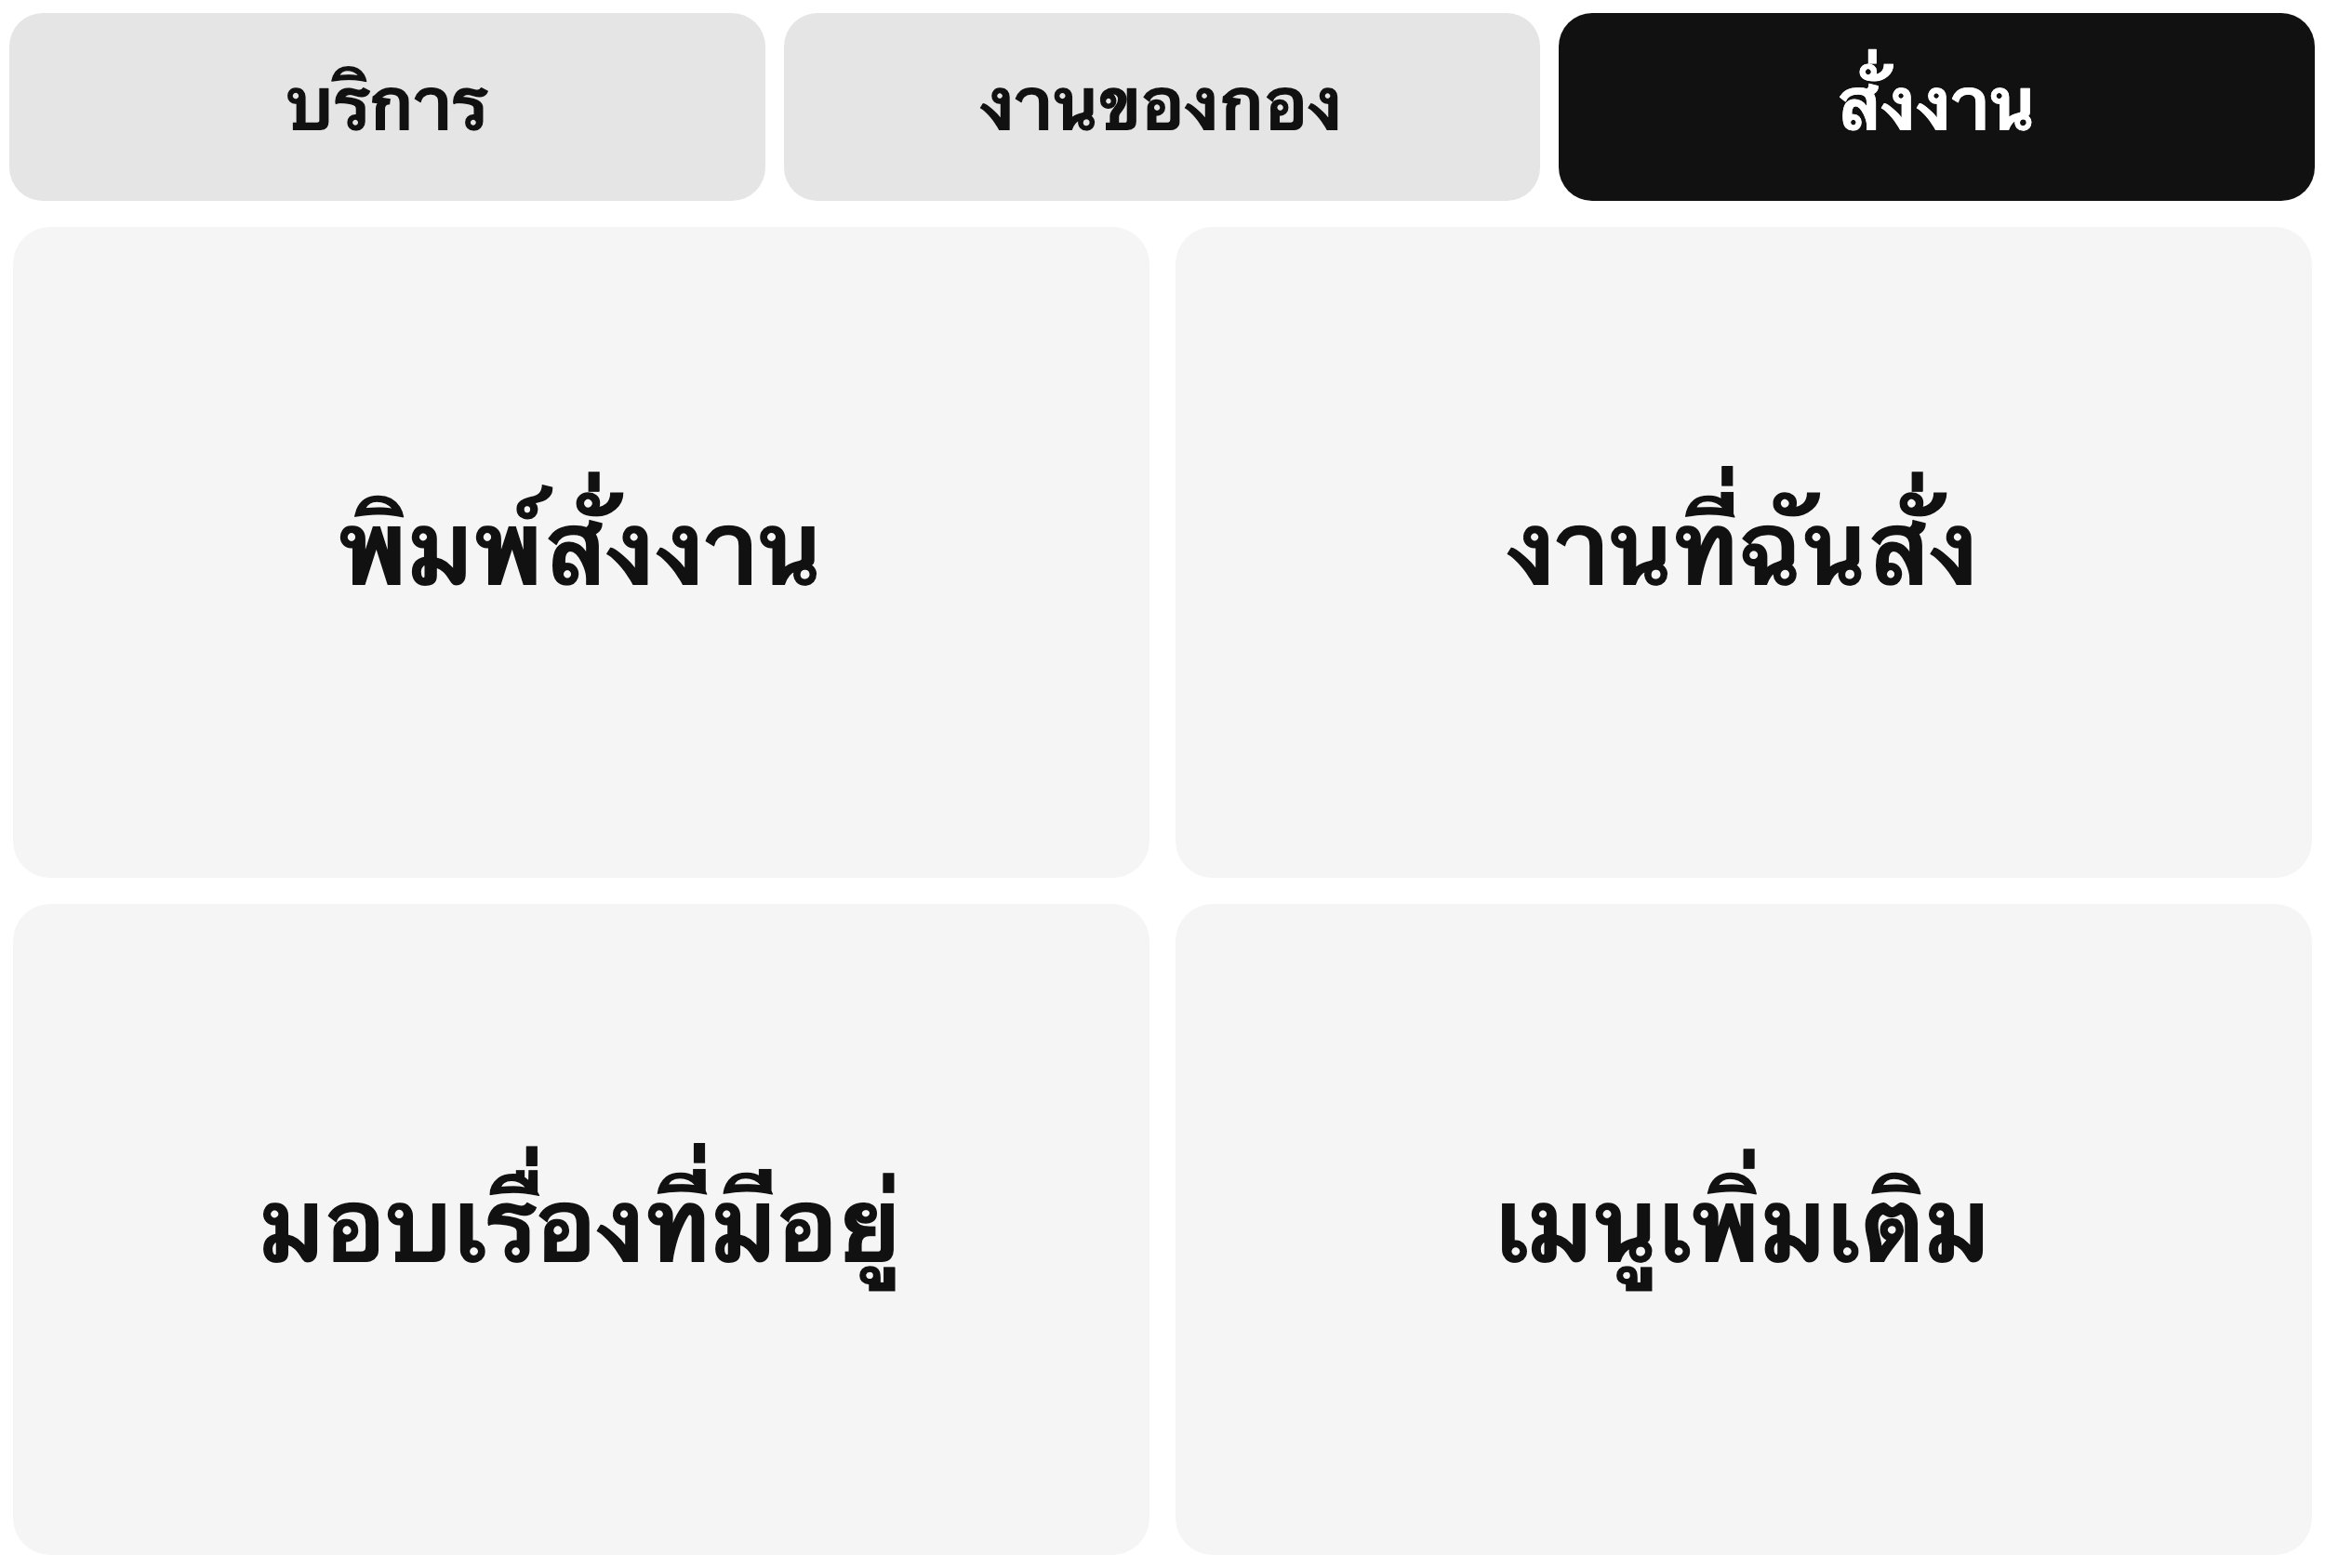 บริการ
งานของกอง
สั่งงาน
พิมพ์สั่งงาน
งานที่ฉันสั่ง
มอบเรื่องที่มีอยู่
เมนูเพิ่มเติม